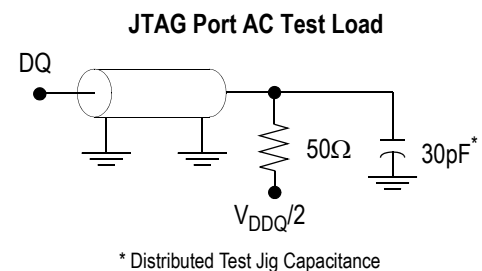 JTAG Port AC Test Load
DQ
50Ω
30pF*
VDDQ/2
* Distributed Test Jig Capacitance